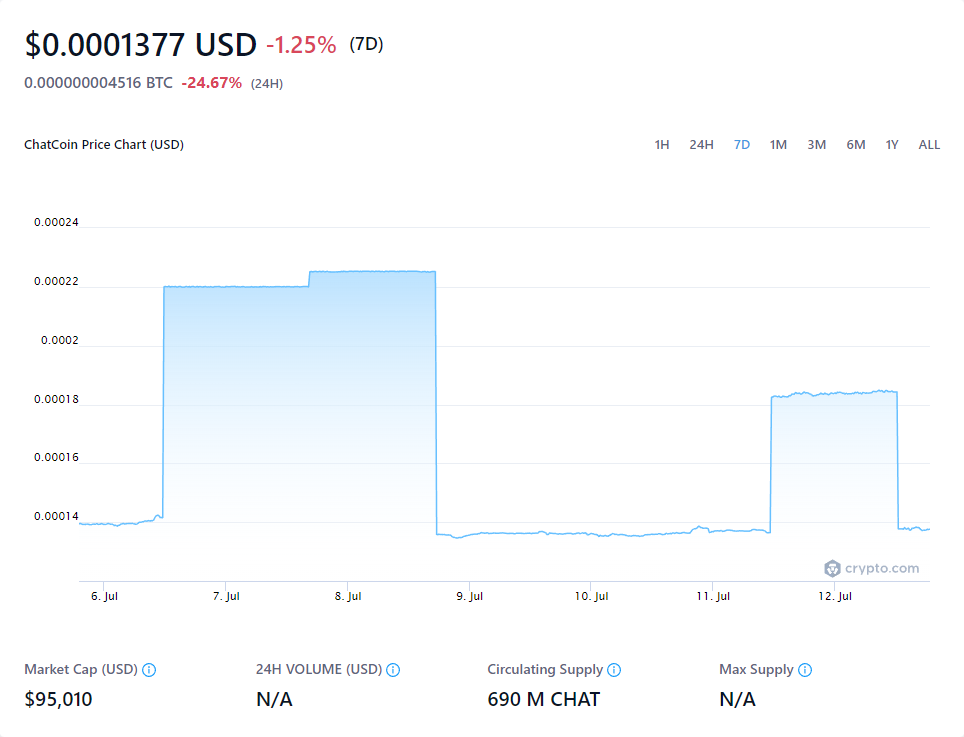 $0.0001377 USD -1.25% (7D)
0.000000004516 BTC -24.67% (24H)
ChatCoin Price Chart (USD) 1H 24H 7D 1M 3M 6M 1Y ALL
0.00024
0.00022
0.0002
0.00018
0.00016
0.00014
crypto.com
6. Jul 7. Jul 8. Jul 9. Jul 10. Jul 11. Jul 12. Jul
Market Cap (USD) 24H VOLUME (USD) Circulating Supply Max Supply
$95,010 N/A 690 M CHAT N/A